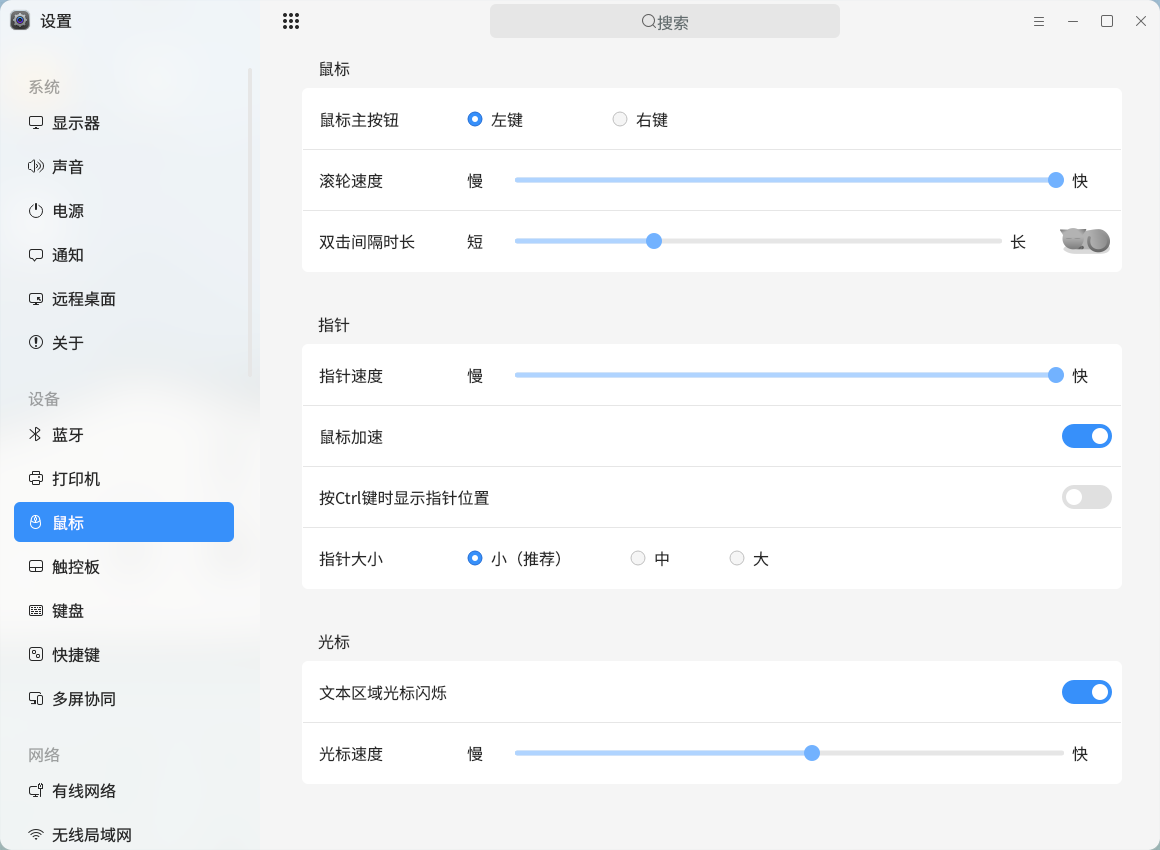 设置
搜索
系统
显示器
声音
电源
通知
远程桌面
关于
设备
蓝牙
打印机
鼠标
触控板
键盘
快捷键
多屏协同
网络
有线网络
无线局域网
鼠标
鼠标主按钮 左键 右键
滚轮速度 慢 快
双击间隔时长 短 长
指针
指针速度 慢 快
鼠标加速
按Ctrl键时显示指针位置
指针大小 小（推荐） 中 大
光标
文本区域光标闪烁
光标速度 慢 快